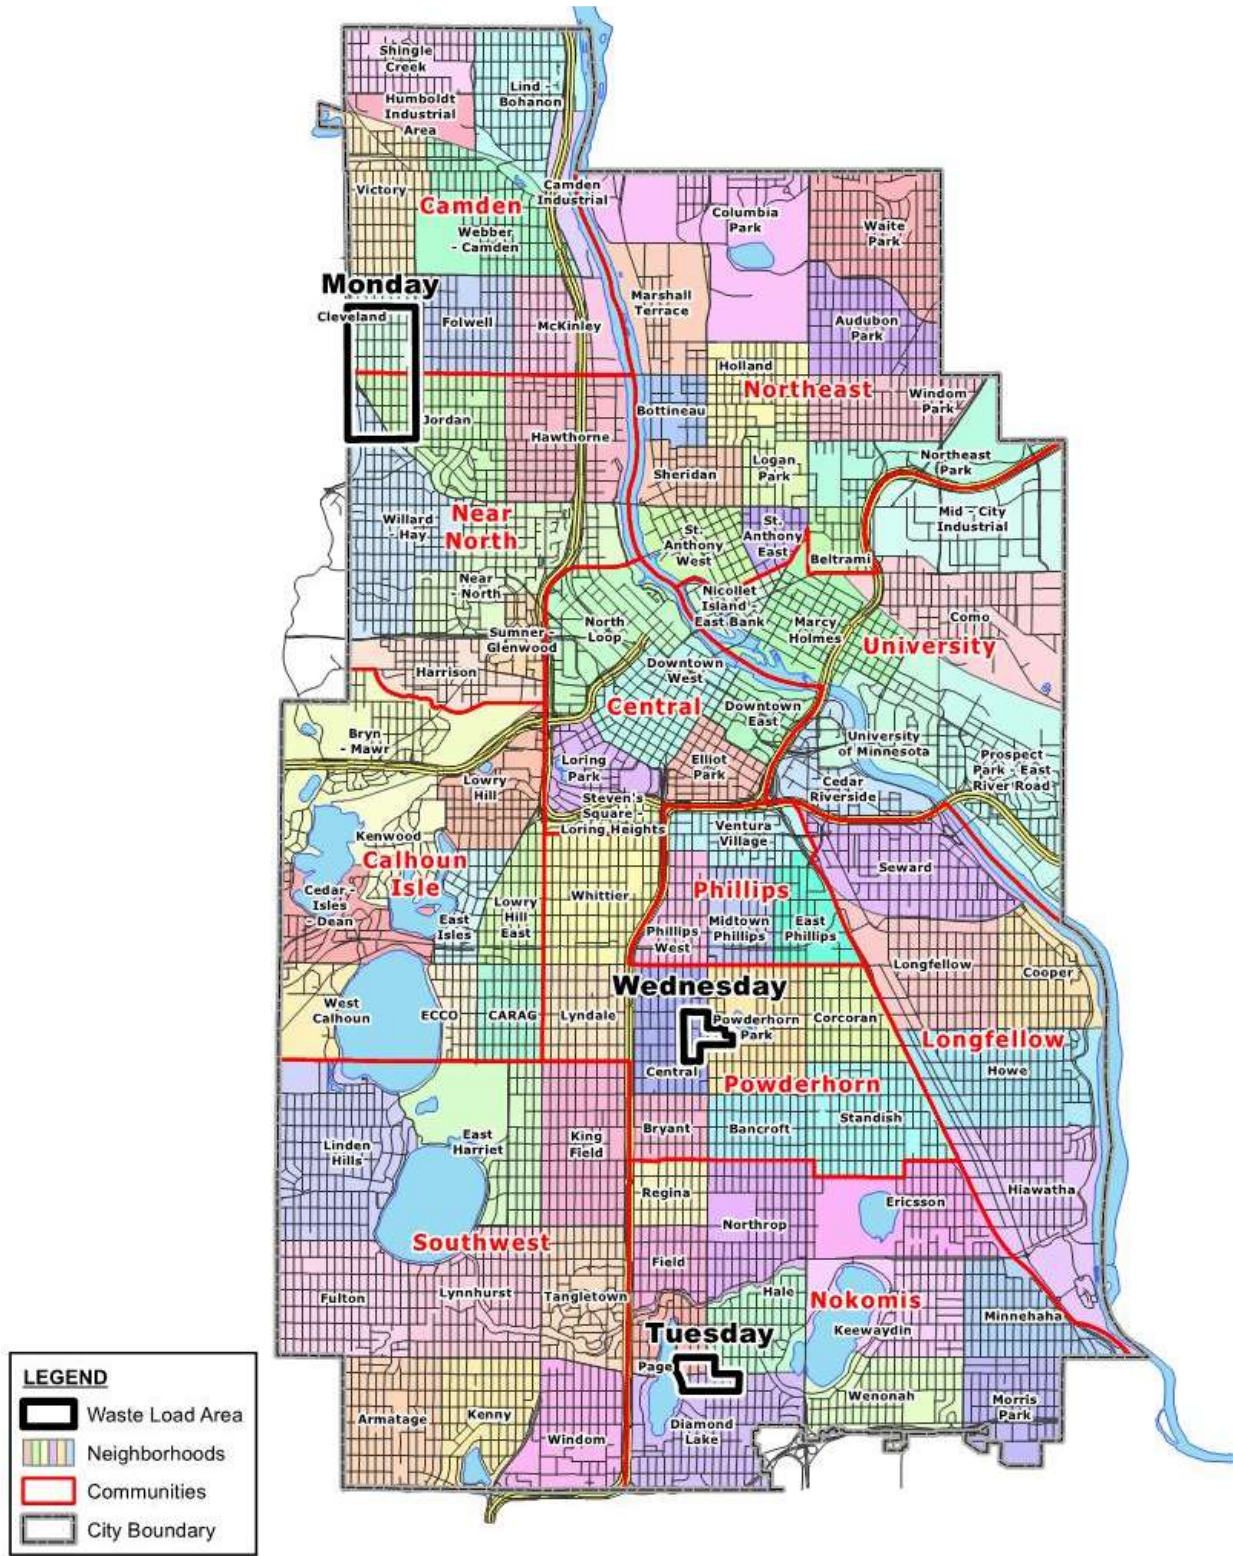 Shingle
Creek
Lind -
Bohanon
Humboldt
Industrial
Area
Victory
Camden
Camden
Industrial
Webber
- Camden
Columbia
Park
Waite
Park
Monday
Cleveland
Folwell
McKinley
Marshall
Terrace
Audubon
Park
Holland
Northeast
Windom
Park
Jordan
Hawthorne
Bottineau
Sheridan
Logan
Park
Northeast
Park
Mid - City
Industrial
Willard
- Hay
Near
North
St.
Anthony
West
St.
Anthony
East
Beltrami
Near
- North
Nicollet
Island -
East Bank
Como
Sumner -
Glenwood
North
Loop
Marcy
Holmes
University
Harrison
Downtown
West
Central
Downtown
East
Bryn
- Mawr
University
of Minnesota
Prospect
Park - East
River Road
Loring
Park
Elliot
Park
Lowry
Hill
Cedar
Riverside
Steven's
Square -
Loring Heights
Ventura
Village
Kenwood
Calhoun
Isle
Seward
Cedar -
Isles
- Dean
East
Isles
Lowry
Hill
East
Whittier
Phillips
Phillips
West
Midtown
Phillips
East
Phillips
Longfellow
Cooper
Wednesday
West
Calhoun
ECCO
CARAG
Lyndale
Powderhorn
Park
Corcoran
Longfellow
Central
Powderhorn
Howe
Linden
Hills
East
Harriet
King
Field
Bryant
Bancroft
Standish
Regina
Ericsson
Hiawatha
Northrop
Southwest
Field
Fulton
Lynnhurst
Tangletown
Hale
Nokomis
Keewaydin
Minnehaha
Tuesday
Page
Wenonah
Morris
Park
Armatage
Kenny
Windom
Diamond
Lake
LEGEND
Waste Load Area
Neighborhoods
Communities
City Boundary